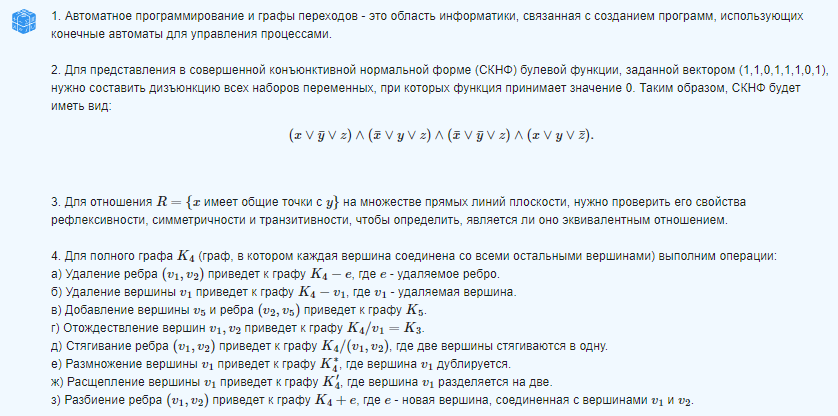 1. Автоматное программирование и графы переходов - это область информатики, связанная с созданием программ, использующих
конечные автоматы для управления процессами.
2. Для представления в совершенной конъюнктивной нормальной форме (СКНФ) булевой функции, заданной вектором (1,1,0,1,1,1,0,1),
нужно составить дизъюнкцию всех наборов переменных, при которых функция принимает значение 0. Таким образом, СКНФ будет
иметь вид:
(x ∨ ȳ ∨ z) ∧ (x̄ ∨ y ∨ z) ∧ (x̄ ∨ ȳ ∨ z) ∧ (x ∨ y ∨ z̄).
3. Для отношения R = {x имеет общие точки с y} на множестве прямых линий плоскости, нужно проверить его свойства
рефлексивности, симметричности и транзитивности, чтобы определить, является ли оно эквивалентным отношением.
4. Для полного графа K₄ (граф, в котором каждая вершина соединена со всеми остальными вершинами) выполним операции:
а) Удаление ребра (v₁, v₂) приведет к графу K₄ − e, где e - удаляемое ребро.
б) Удаление вершины v₁ приведет к графу K₄ − v₁, где v₁ - удаляемая вершина.
в) Добавление вершины v₅ и ребра (v₂, v₅) приведет к графу K₅.
г) Отождествление вершин v₁, v₂ приведет к графу K₄/v₁ = K₃.
д) Стягивание ребра (v₁, v₂) приведет к графу K₄/(v₁, v₂), где две вершины стягиваются в одну.
е) Размножение вершины v₁ приведет к графу K₄*, где вершина v₁ дублируется.
ж) Расщепление вершины v₁ приведет к графу K₄′, где вершина v₁ разделяется на две.
з) Разбиение ребра (v₁, v₂) приведет к графу K₄ + e, где e - новая вершина, соединенная с вершинами v₁ и v₂.